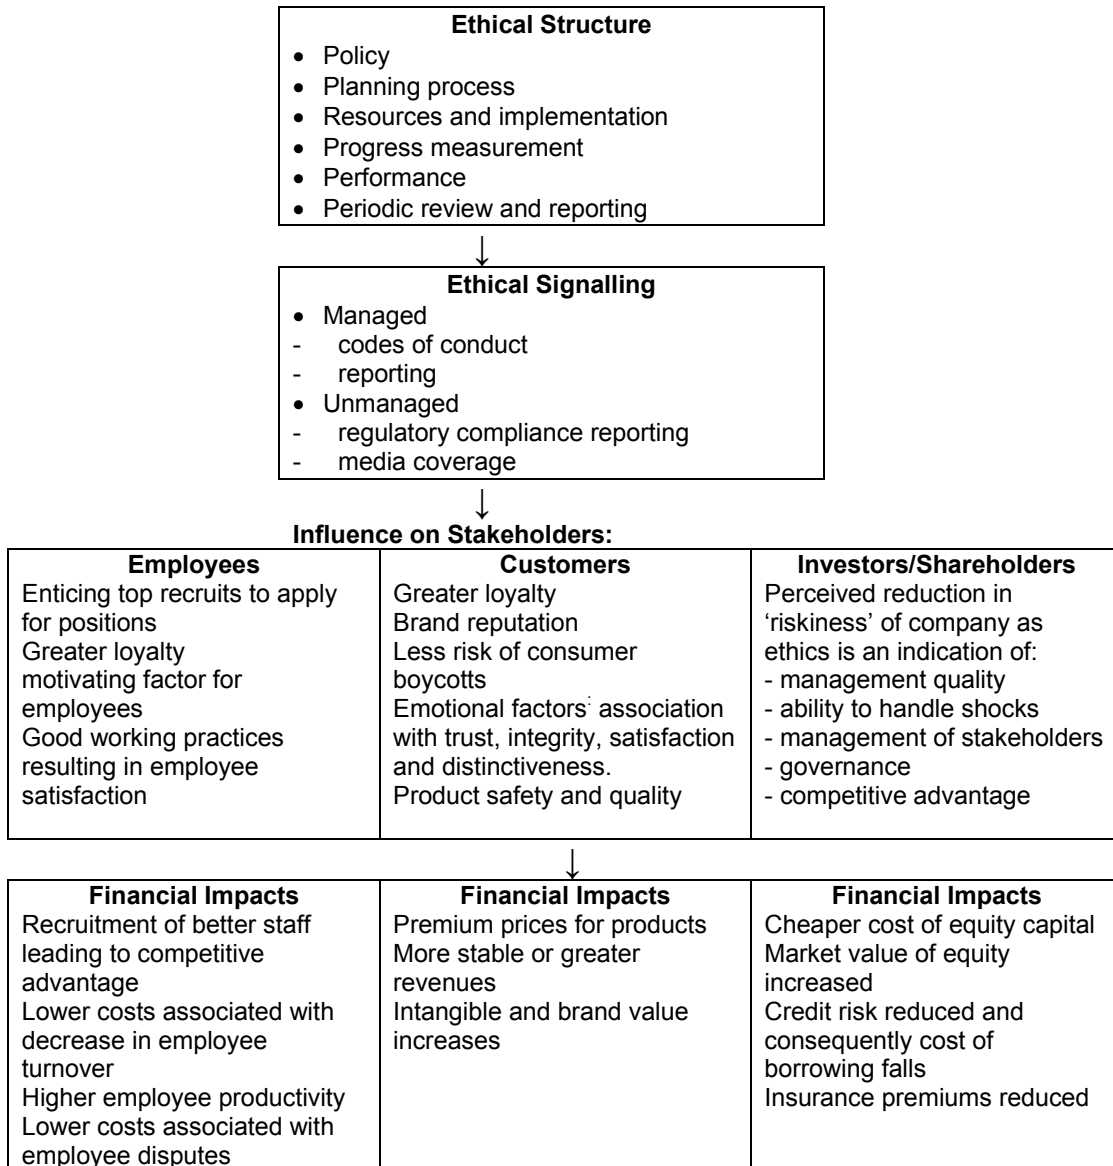 Ethical Structure
• Policy
• Planning process
• Resources and implementation
• Progress measurement
• Performance
• Periodic review and reporting
↓
Ethical Signalling
• Managed
- codes of conduct
- reporting
• Unmanaged
- regulatory compliance reporting
- media coverage
↓
Influence on Stakeholders:
Employees
Enticing top recruits to apply
for positions
Greater loyalty
motivating factor for
employees
Good working practices
resulting in employee
satisfaction
Customers
Greater loyalty
Brand reputation
Less risk of consumer
boycotts
Emotional factors: association
with trust, integrity, satisfaction
and distinctiveness.
Product safety and quality
Investors/Shareholders
Perceived reduction in
‘riskiness’ of company as
ethics is an indication of:
- management quality
- ability to handle shocks
- management of stakeholders
- governance
- competitive advantage
↓
Financial Impacts
Recruitment of better staff
leading to competitive
advantage
Lower costs associated with
decrease in employee
turnover
Higher employee productivity
Lower costs associated with
employee disputes
Financial Impacts
Premium prices for products
More stable or greater
revenues
Intangible and brand value
increases
Financial Impacts
Cheaper cost of equity capital
Market value of equity
increased
Credit risk reduced and
consequently cost of
borrowing falls
Insurance premiums reduced